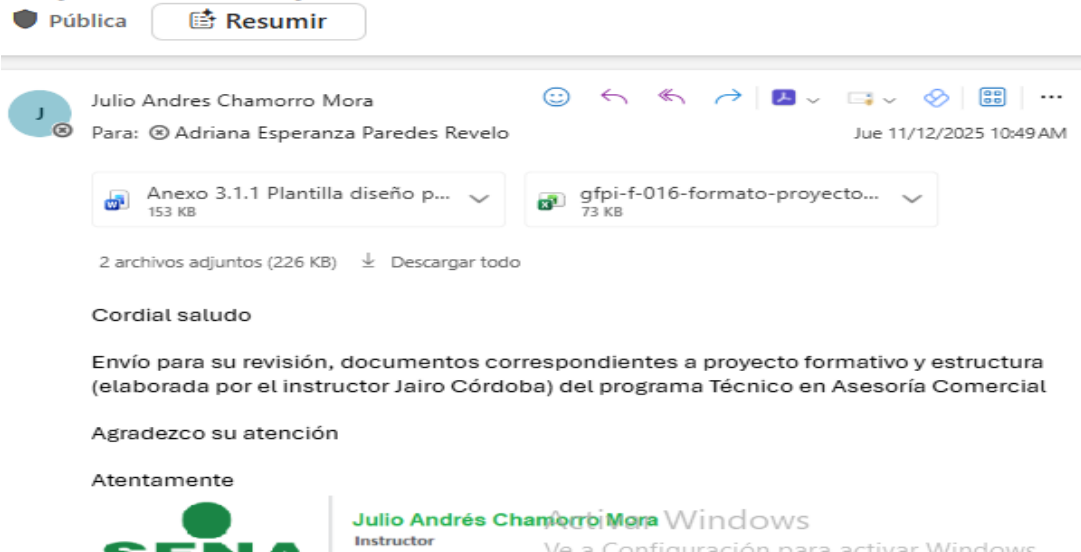 Pública Resumir
J
Julio Andres Chamorro Mora
Para: Adriana Esperanza Paredes Revelo
Jue 11/12/2025 10:49 AM
Anexo 3.1.1 Plantilla diseño p...
153 KB
gfpi-f-016-formato-proyecto...
73 KB
2 archivos adjuntos (226 KB) Descargar todo
Cordial saludo
Envío para su revisión, documentos correspondientes a proyecto formativo y estructura
(elaborada por el instructor Jairo Córdoba) del programa Técnico en Asesoría Comercial
Agradezco su atención
Atentamente
SENA
Julio Andrés Chamorro Mora
Instructor
Activar Windows
Ve a Configuración para activar Windows